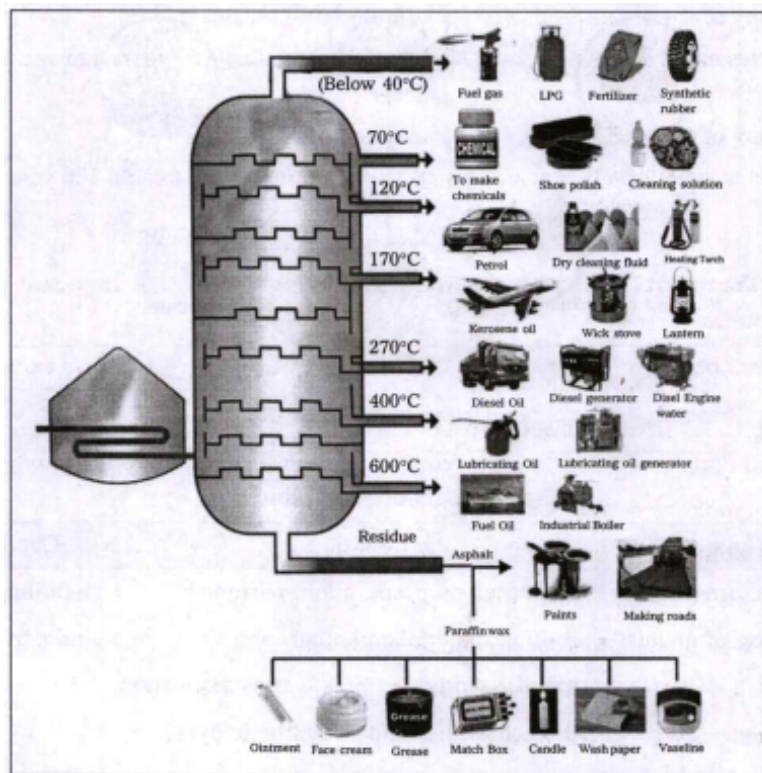 (Below 40°C)
Fuel gas
LPG
Fertilizer
Synthetic
rubber
70°C
CHEMICAL
To make
chemicals
Shoe polish
Cleaning solution
120°C
Petrol
Dry cleaning fluid
Healing Tarch
170°C
Kerosene oil
Wick stove
Lantern
270°C
Diesel Oil
Diesel generator
Disel Engine
water
400°C
Lubricating Oil
Lubricating oil generator
600°C
Fuel Oil
Industrial Boiler
Residue
Asphalt
Paints
Making roads
Paraffin wax
Grease
Ointment
Face cream
Grease
Match Box
Candle
Wash paper
Vaseline